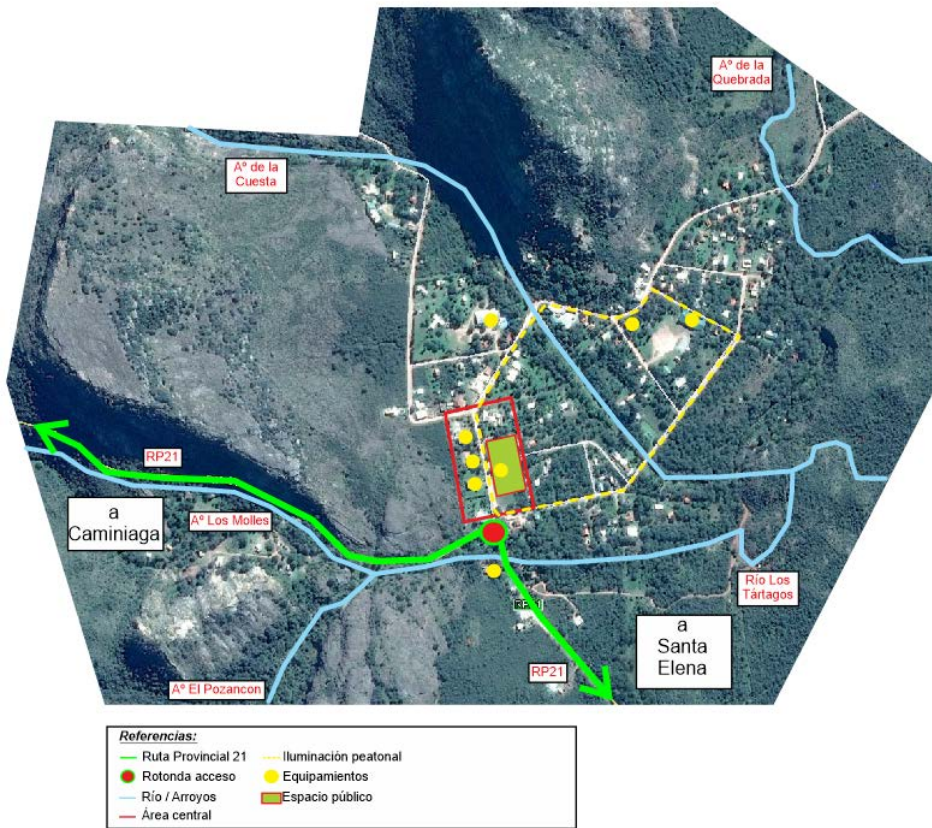 Aº de la
Quebrada
Aº de la
Cuesta
RP21
a
Caminiaga
Aº Los Molles
Río Los
Tártagos
a
Santa
Elena
RP21
Aº El Pozancon
Referencias:
Ruta Provincial 21
Iluminación peatonal
Rotonda acceso
Equipamientos
Río / Arroyos
Espacio público
Área central